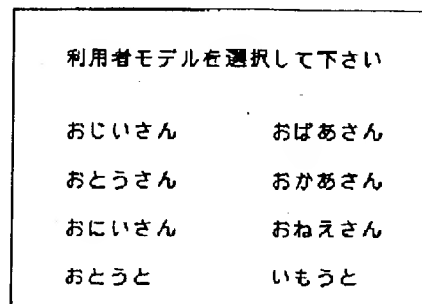 利用者モデルを選択して下さい
おじいさん　おばあさん
おとうさん　おかあさん
おにいさん　おねえさん
おとうと　いもうと